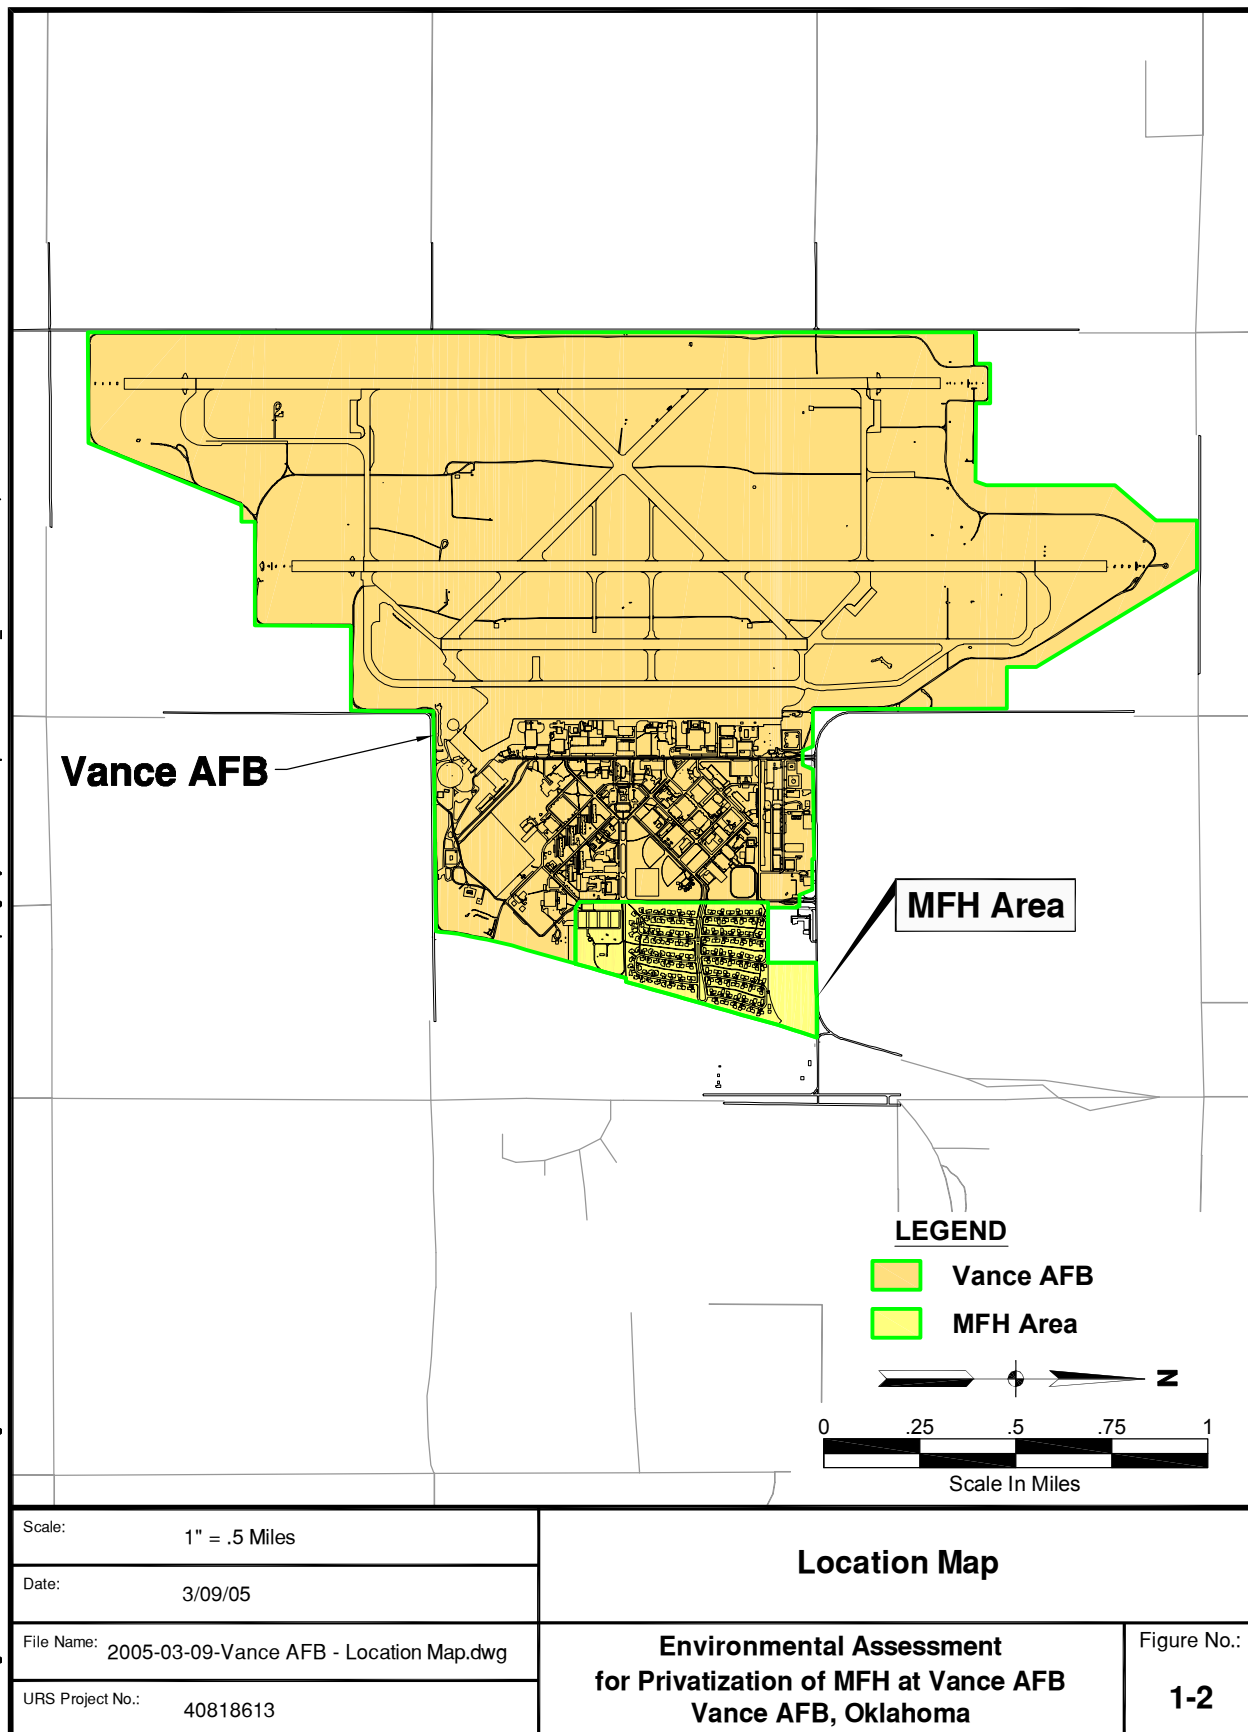 Vance AFB
MFH Area
LEGEND
Vance AFB
MFH Area
N
0 .25 .5 .75 1
Scale In Miles
Scale: 1" = .5 Miles
Date: 3/09/05
File Name: 2005-03-09-Vance AFB - Location Map.dwg
URS Project No.: 40818613
Location Map
Environmental Assessment
for Privatization of MFH at Vance AFB
Vance AFB, Oklahoma
Figure No.:
1-2